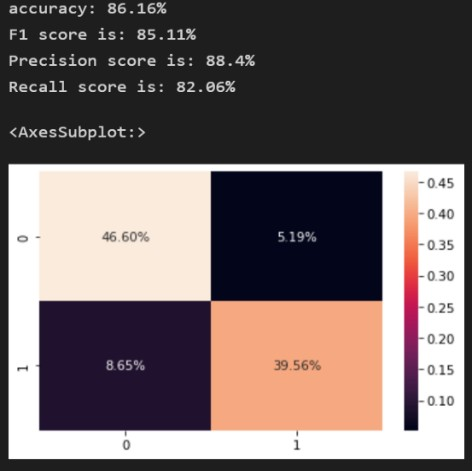 accuracy: 86.16%
F1 score is: 85.11%
Precision score is: 88.4%
Recall score is: 82.06%
<AxesSubplot:>
0 46.60% 5.19%
1 8.65% 39.56%
0 1
0.45
0.40
0.35
0.30
0.25
0.20
0.15
0.10